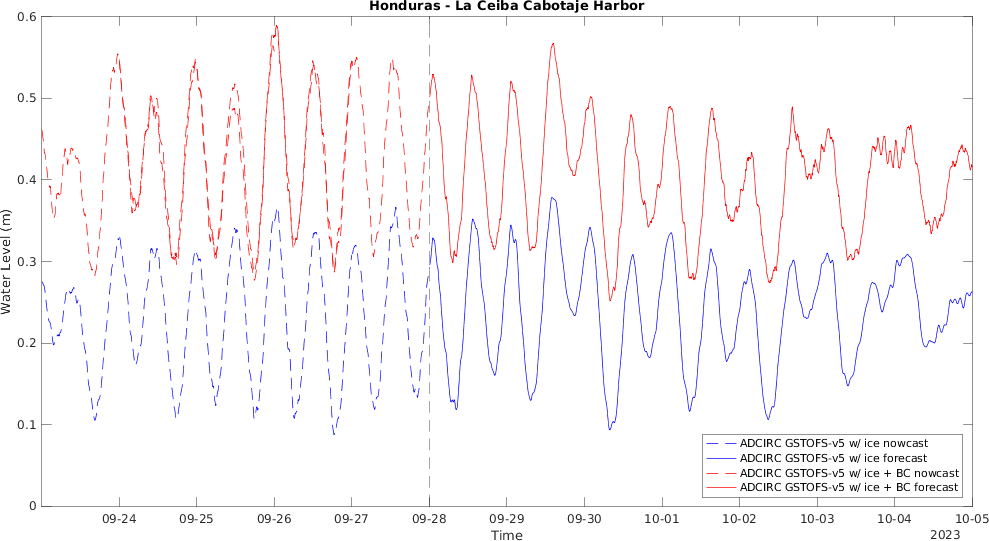 Honduras - La Ceiba Cabotaje Harbor
0.6
0.5
0.4
0.3
0.2
0.1
0
Water Level (m)
ADCIRC GSTOFS-v5 w/ ice nowcast
ADCIRC GSTOFS-v5 w/ ice forecast
ADCIRC GSTOFS-v5 w/ ice + BC nowcast
ADCIRC GSTOFS-v5 w/ ice + BC forecast
09-24 09-25 09-26 09-27 09-28 09-29 09-30 10-01 10-02 10-03 10-04 10-05
Time
2023